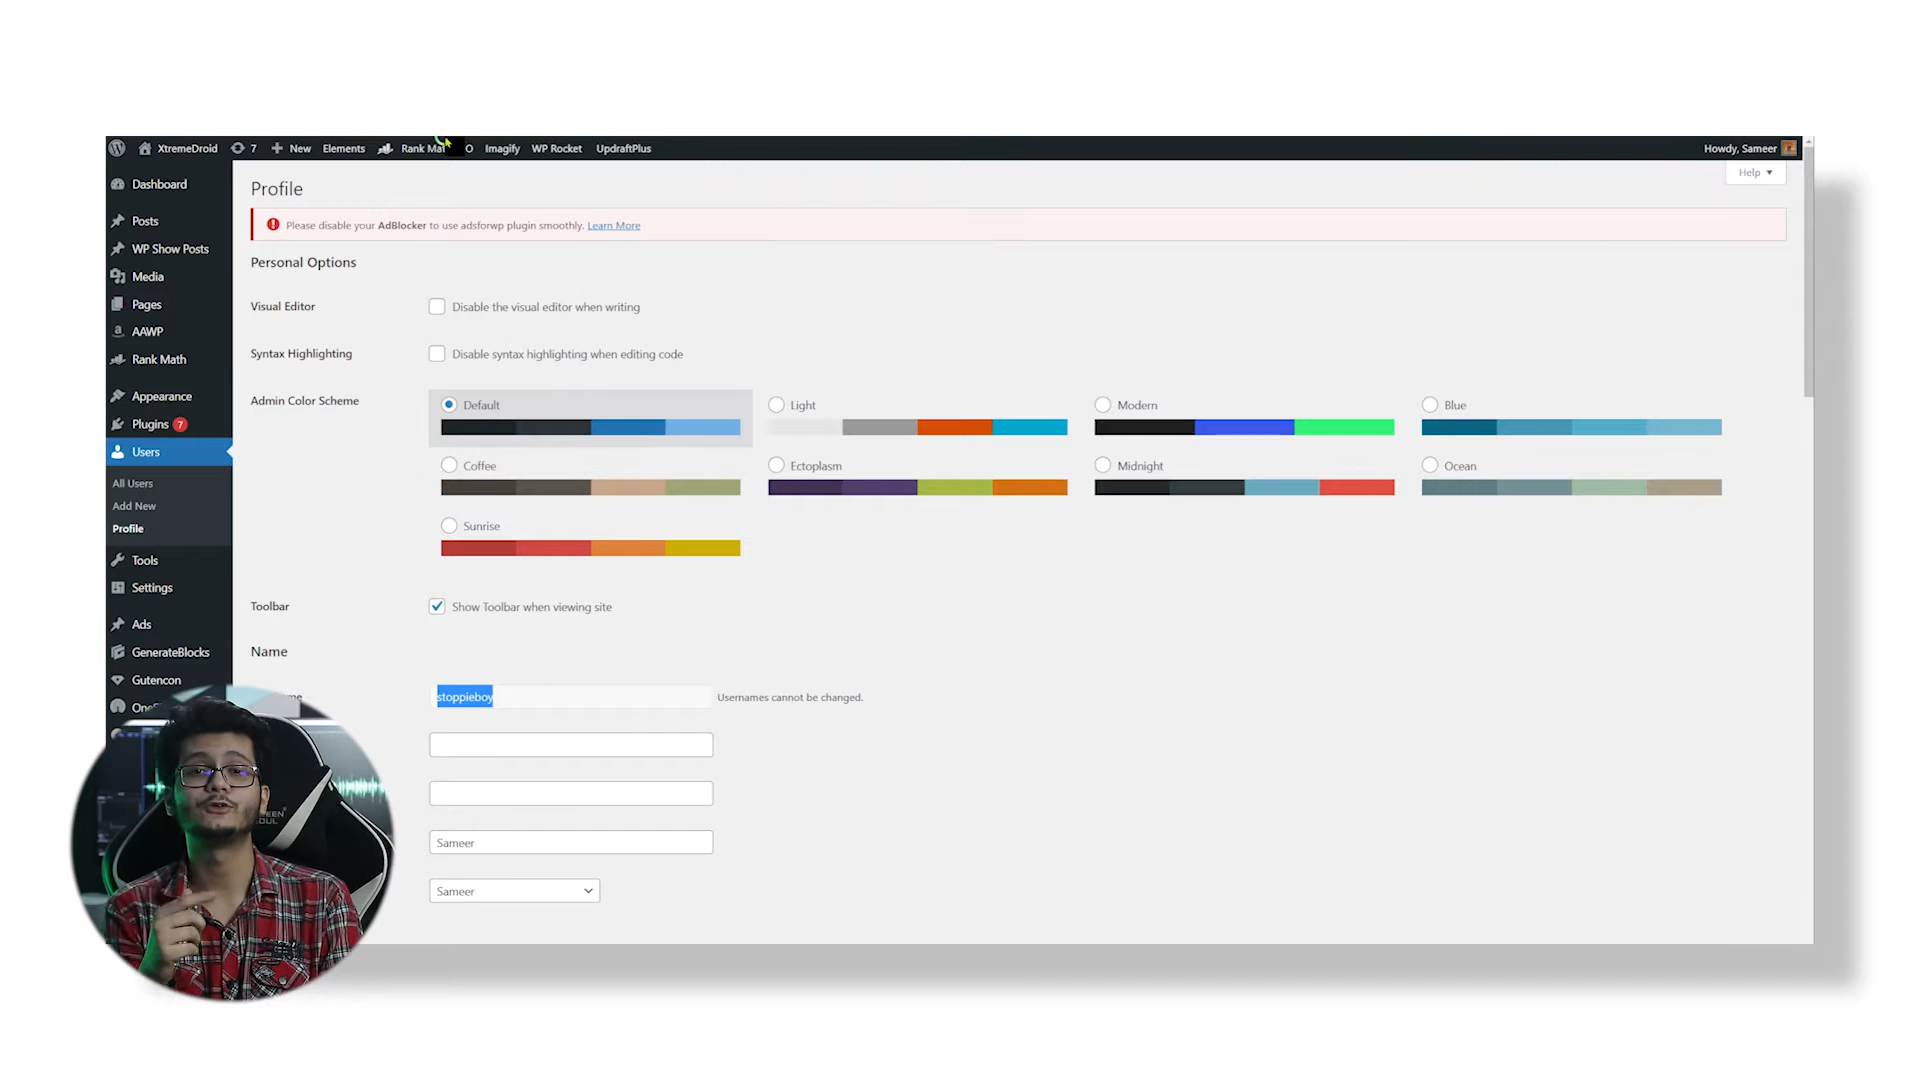 XtremeDroid 7 New Elements Rank Mat O Imagify WP Rocket UpdraftPlus Howdy, Sameer
Help
Dashboard
Posts
WP Show Posts
Media
Pages
AAWP
Rank Math
Appearance
Plugins 7
Users
All Users
Add New
Profile
Tools
Settings
Ads
GenerateBlocks
Gutencon
Profile
Please disable your AdBlocker to use adsforwp plugin smoothly. Learn More
Personal Options
Visual Editor Disable the visual editor when writing
Syntax Highlighting Disable syntax highlighting when editing code
Admin Color Scheme Default Light Modern Blue
Coffee Ectoplasm Midnight Ocean
Sunrise
Toolbar Show Toolbar when viewing site
Name
stoppieboy Usernames cannot be changed.
Sameer
Sameer